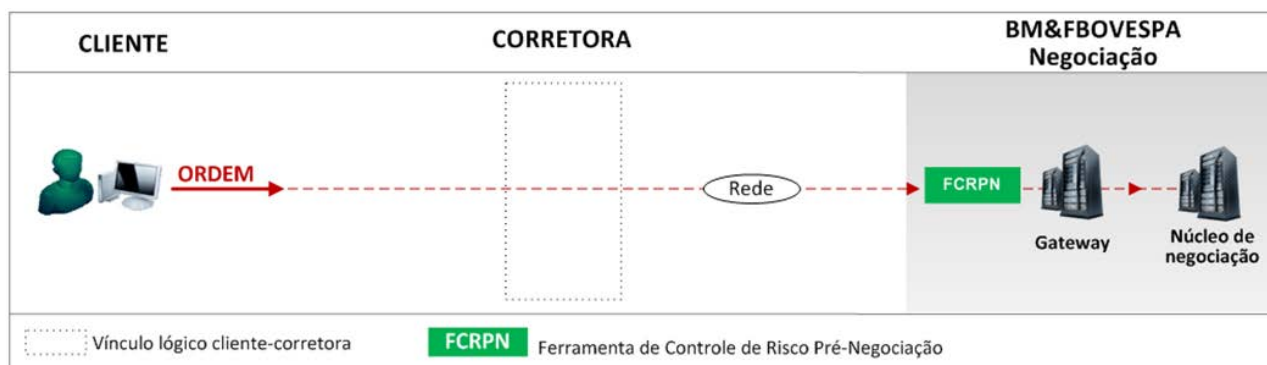 CLIENTE
CORRETORA
BM&FBOVESPA
Negociação
ORDEM
Rede
FCRPN
Gateway
Núcleo de
negociação
Vínculo lógico cliente-corretora
FCRPN
Ferramenta de Controle de Risco Pré-Negociação